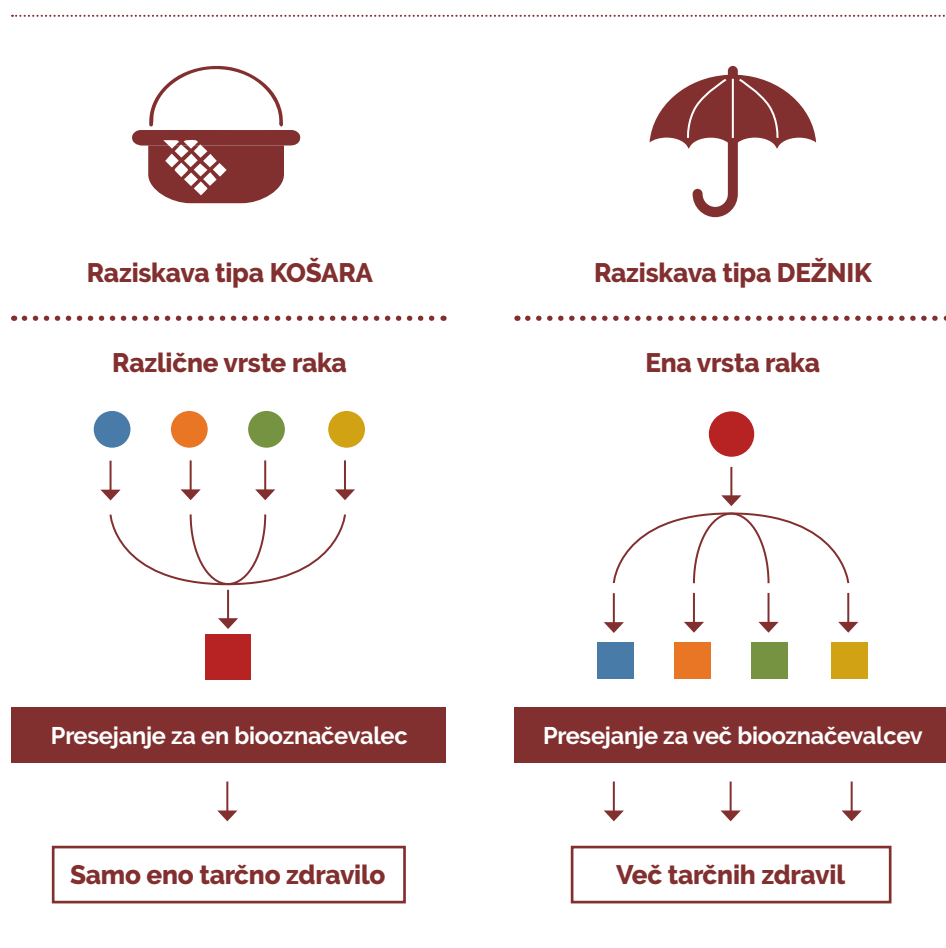 Raziskava tipa KOŠARA
Različne vrste raka
Presejanje za en biooznačevalec
Samo eno tarčno zdravilo
Raziskava tipa DEŽNIK
Ena vrsta raka
Presejanje za več biooznačevalcev
Več tarčnih zdravil